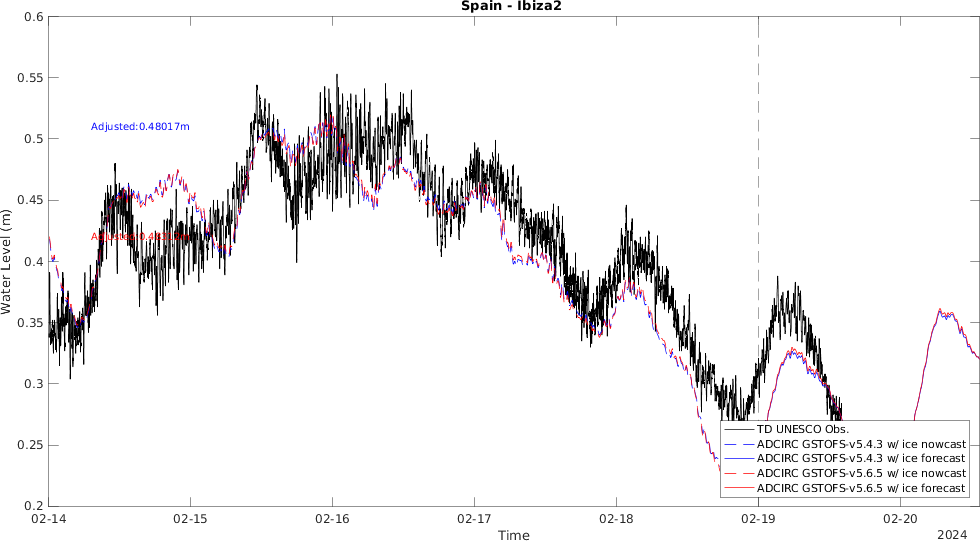 Spain - Ibiza2
0.6
0.55
0.5
0.45
0.4
0.35
0.3
0.25
0.2
Water Level (m)
Adjusted:0.48017m
TD UNESCO Obs.
ADCIRC GSTOFS-v5.4.3 w/ ice nowcast
ADCIRC GSTOFS-v5.4.3 w/ ice forecast
ADCIRC GSTOFS-v5.6.5 w/ ice nowcast
ADCIRC GSTOFS-v5.6.5 w/ ice forecast
02-14
02-15
02-16
02-17
02-18
02-19
02-20
Time
2024